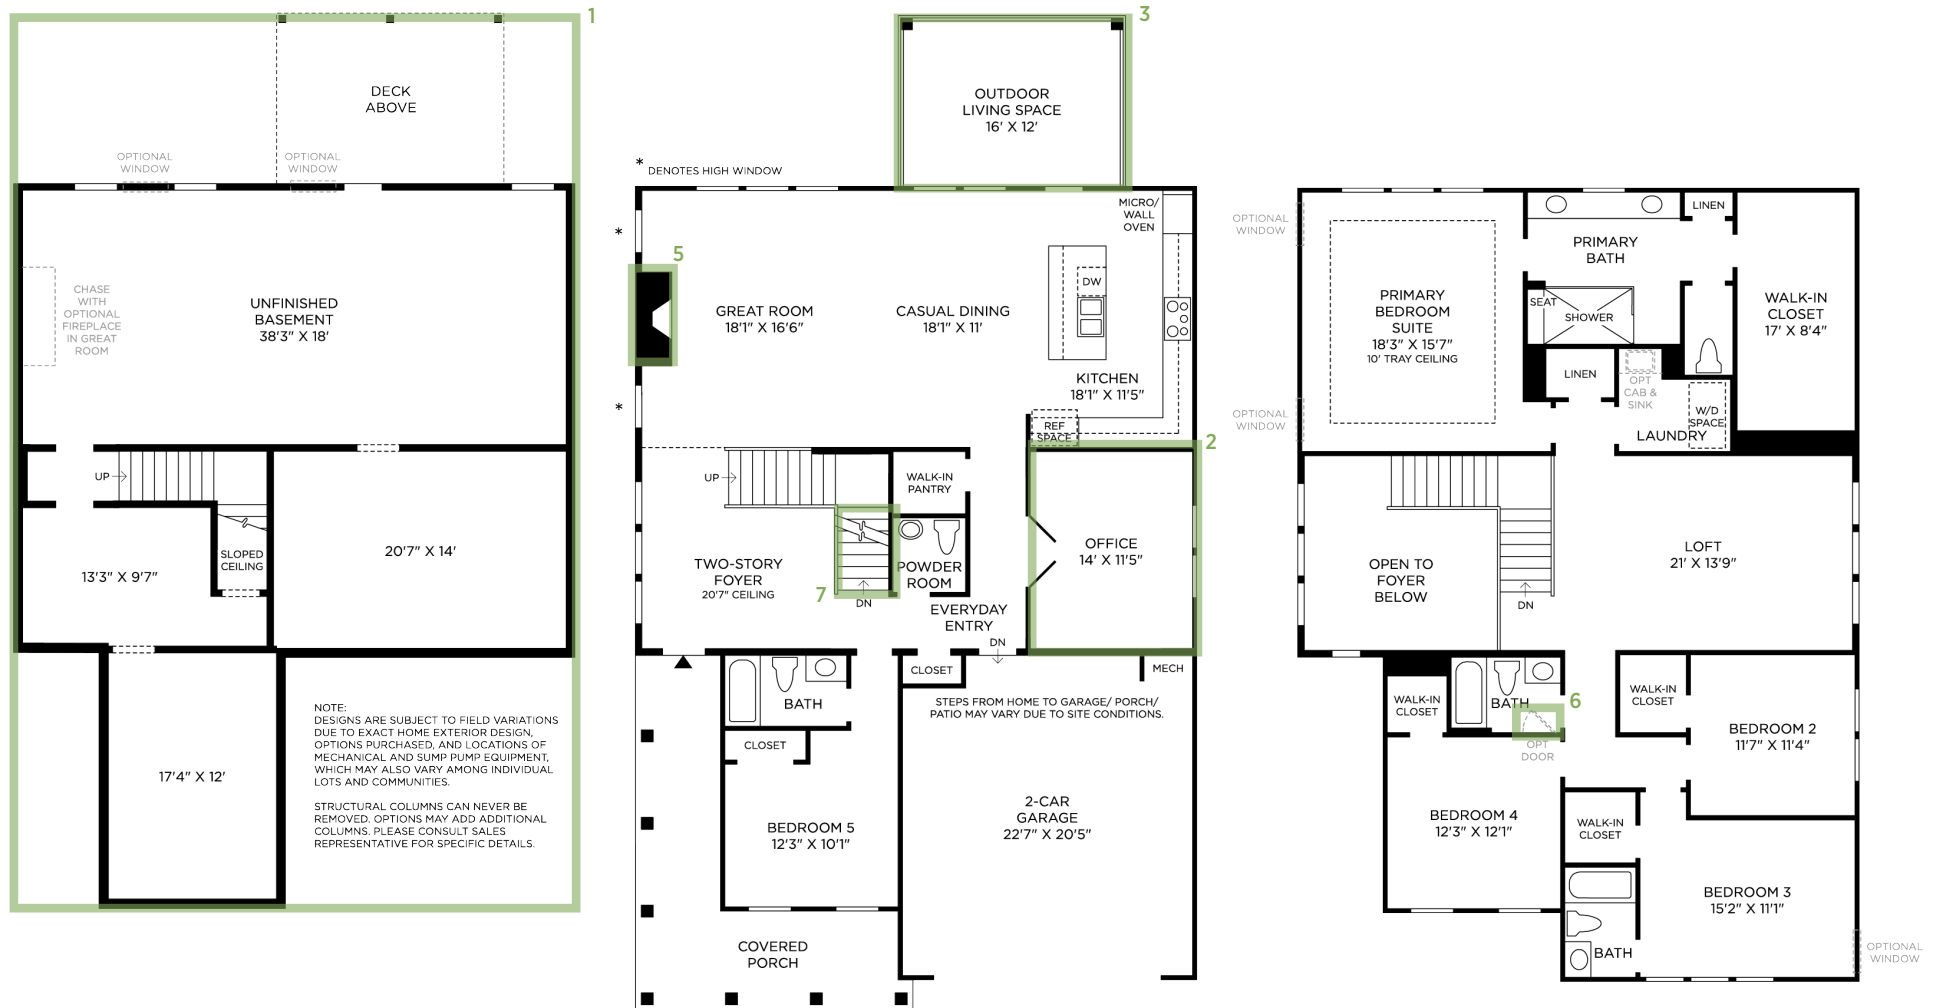 1
DECK
ABOVE
OPTIONAL
WINDOW
OPTIONAL
WINDOW
CHASE
WITH
OPTIONAL
FIREPLACE
IN GREAT
ROOM
UNFINISHED
BASEMENT
38'3" X 18'
UP
SLOPED
CEILING
13'3" X 9'7"
20'7" X 14'
17'4" X 12'
NOTE:
DESIGNS ARE SUBJECT TO FIELD VARIATIONS
DUE TO EXACT HOME EXTERIOR DESIGN,
OPTIONS PURCHASED, AND LOCATIONS OF
MECHANICAL AND SUMP PUMP EQUIPMENT,
WHICH MAY ALSO VARY AMONG INDIVIDUAL
LOTS AND COMMUNITIES.
STRUCTURAL COLUMNS CAN NEVER BE
REMOVED. OPTIONS MAY ADD ADDITIONAL
COLUMNS. PLEASE CONSULT SALES
REPRESENTATIVE FOR SPECIFIC DETAILS.
3
OUTDOOR
LIVING SPACE
16' X 12'
* DENOTES HIGH WINDOW
MICRO/
WALL
OVEN
*
5
DW
GREAT ROOM
18'1" X 16'6"
CASUAL DINING
18'1" X 11'
KITCHEN
18'1" X 11'5"
*
REF
SPACE
2
UP
WALK-IN
PANTRY
OFFICE
14' X 11'5"
TWO-STORY
FOYER
20'7" CEILING
POWDER
ROOM
7
DN
EVERYDAY
ENTRY
DN
CLOSET
MECH
BATH
STEPS FROM HOME TO GARAGE/ PORCH/
PATIO MAY VARY DUE TO SITE CONDITIONS.
CLOSET
2-CAR
GARAGE
22'7" X 20'5"
BEDROOM 5
12'3" X 10'1"
COVERED
PORCH
OPTIONAL
WINDOW
LINEN
PRIMARY
BATH
PRIMARY
BEDROOM
SUITE
18'3" X 15'7"
10' TRAY CEILING
SEAT
SHOWER
WALK-IN
CLOSET
17' X 8'4"
LINEN
OPT
CAB &
SINK
OPTIONAL
WINDOW
W/D
SPACE
LAUNDRY
OPEN TO
FOYER
BELOW
LOFT
21' X 13'9"
DN
WALK-IN
CLOSET
BATH
6
OPT
DOOR
WALK-IN
CLOSET
BEDROOM 2
11'7" X 11'4"
BEDROOM 4
12'3" X 12'1"
WALK-IN
CLOSET
BEDROOM 3
15'2" X 11'1"
BATH
OPTIONAL
WINDOW